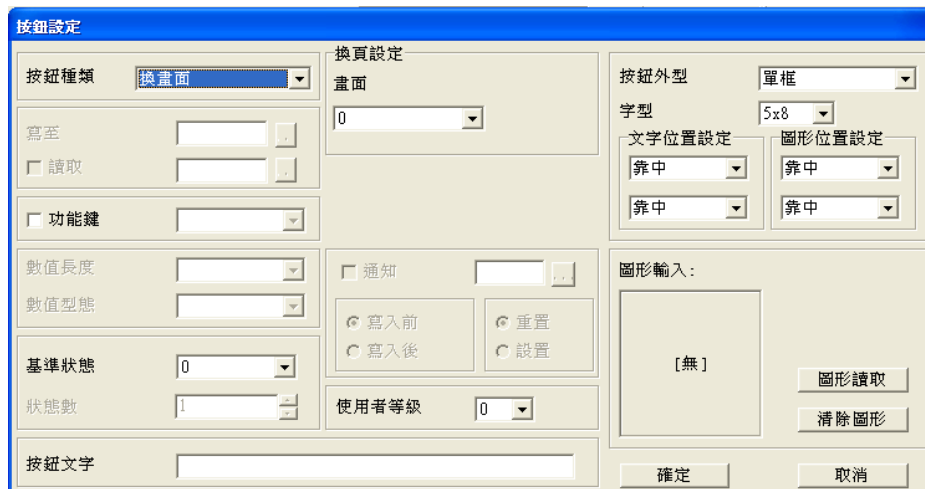 按鈕設定
按鈕種類 換畫面
寫至 .
讀取 .
功能鍵
數值長度
數值型態
基準狀態 0
狀態數 1
按鈕文字
換頁設定
畫面
0
通知 ...
寫入前 重置
寫入後 設置
使用者等級 0
按鈕外型 單框
字型 5x8
文字位置設定 圖形位置設定
靠中 靠中
靠中 靠中
圖形輸入:
[無]
圖形讀取
清除圖形
確定 取消